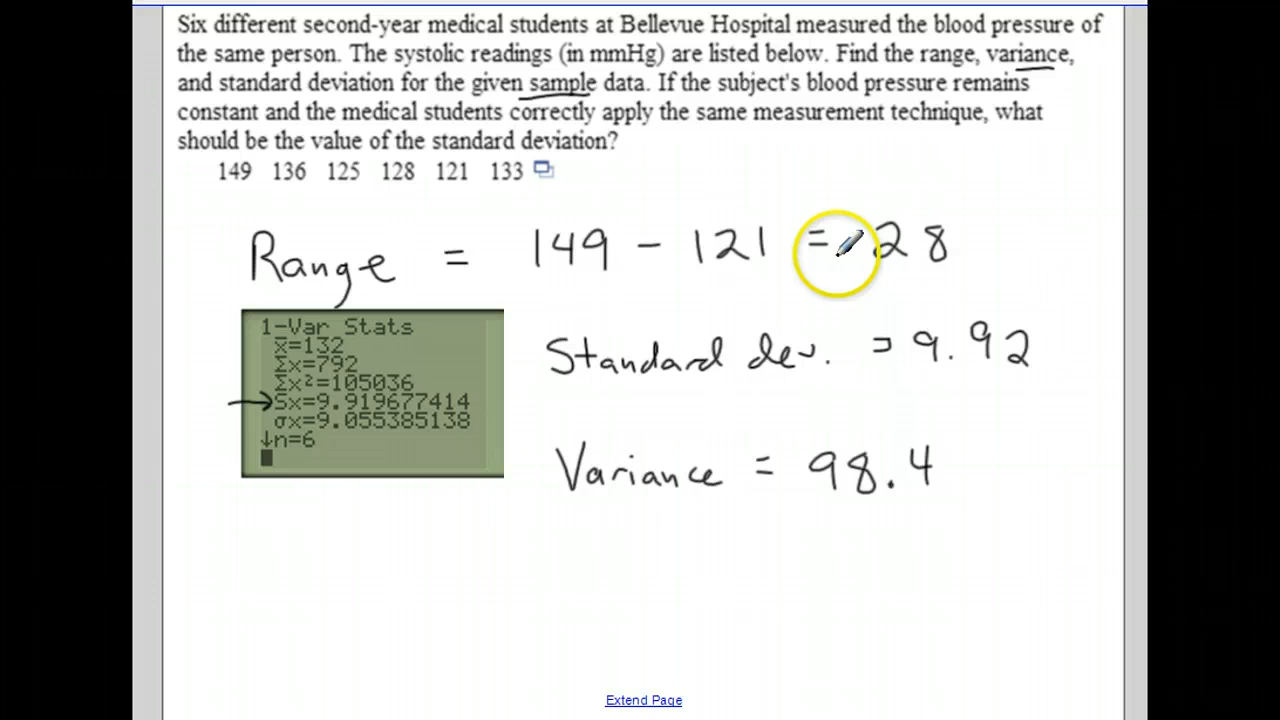 Six different second-year medical students at Bellevue Hospital measured the blood pressure of
the same person. The systolic readings (in mmHg) are listed below. Find the range, variance,
and standard deviation for the given sample data. If the subject's blood pressure remains
constant and the medical students correctly apply the same measurement technique, what
should be the value of the standard deviation?
149 136 125 128 121 133
Range = 149 - 121 = 28
1-Var Stats
x̄=132
Σx=792
Σx²=105036
Sx=9.919677414
σx=9.055385138
↓n=6
Standard dev. = 9.92
Variance = 98.4
Extend Page